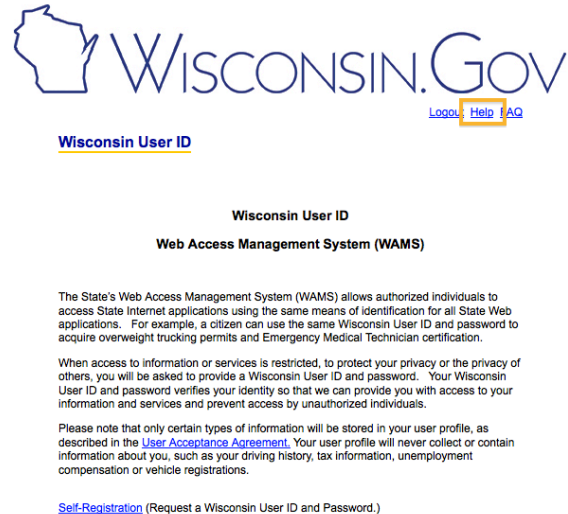 WISCONSIN.GOV
Logout Help FAQ
Wisconsin User ID
Wisconsin User ID
Web Access Management System (WAMS)
The State's Web Access Management System (WAMS) allows authorized individuals to
access State Internet applications using the same means of identification for all State Web
applications. For example, a citizen can use the same Wisconsin User ID and password to
acquire overweight trucking permits and Emergency Medical Technician certification.
When access to information or services is restricted, to protect your privacy or the privacy of
others, you will be asked to provide a Wisconsin User ID and password. Your Wisconsin
User ID and password verifies your identity so that we can provide you with access to your
information and services and prevent access by unauthorized individuals.
Please note that only certain types of information will be stored in your user profile, as
described in the User Acceptance Agreement. Your user profile will never collect or contain
information about you, such as your driving history, tax information, unemployment
compensation or vehicle registrations.
Self-Registration (Request a Wisconsin User ID and Password.)